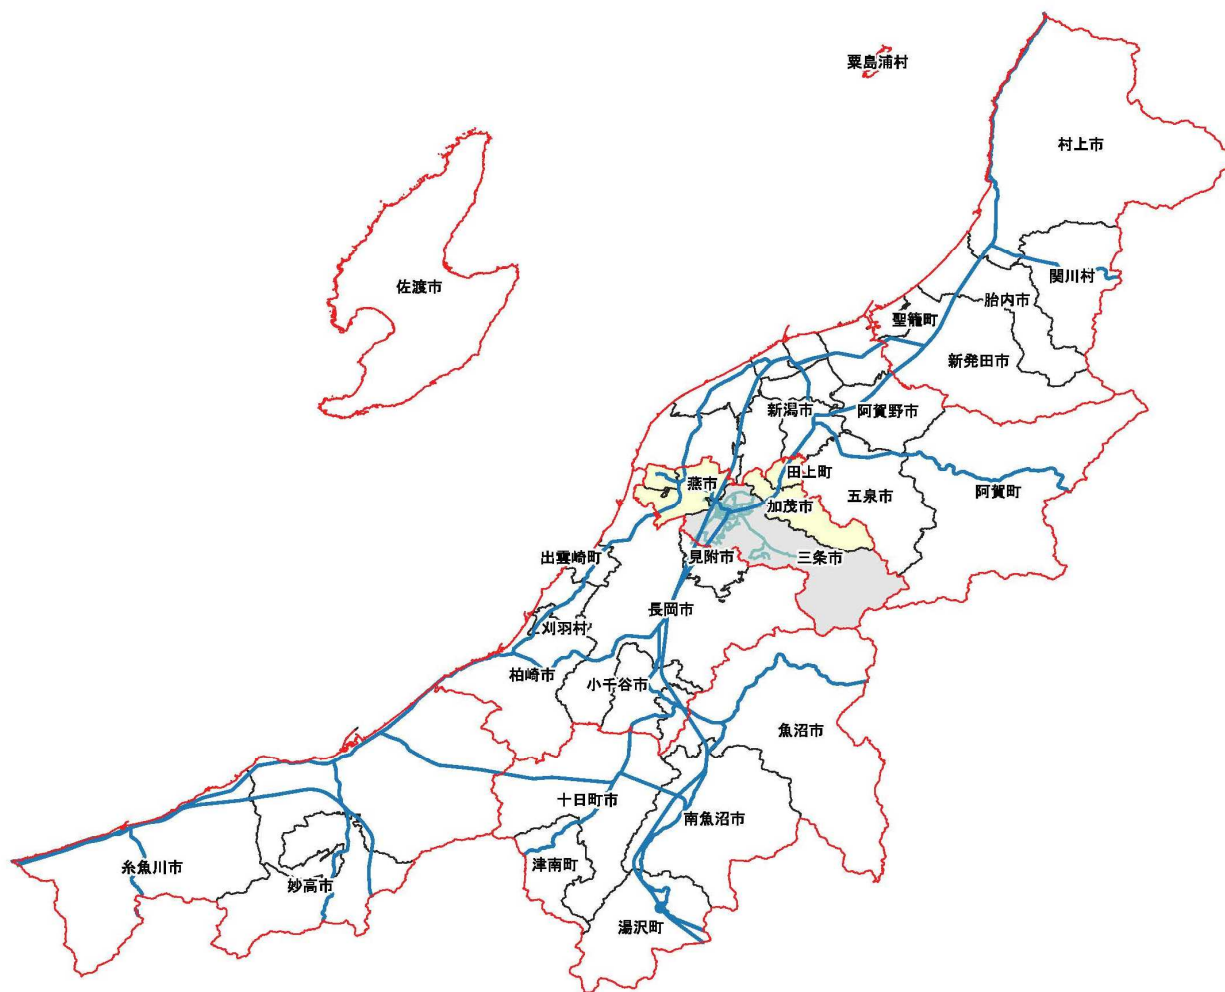 粟島浦村
村上市
関川村
佐渡市
胎内市
聖籠町
新発田市
新潟市
阿賀野市
田上町
燕市
五泉市
阿賀町
加茂市
出雲崎町
見附市
三条市
長岡市
刈羽村
柏崎市
小千谷市
魚沼市
十日町市
南魚沼市
津南町
糸魚川市
妙高市
湯沢町